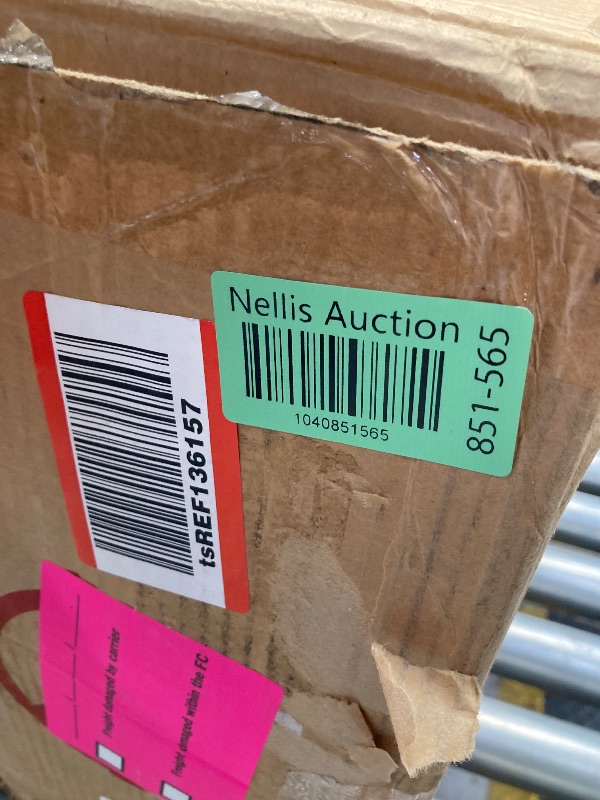 Nellis Auction
1040851565
851-565
tsREF136157
Freight damaged by carrier
Freight damaged within the FC